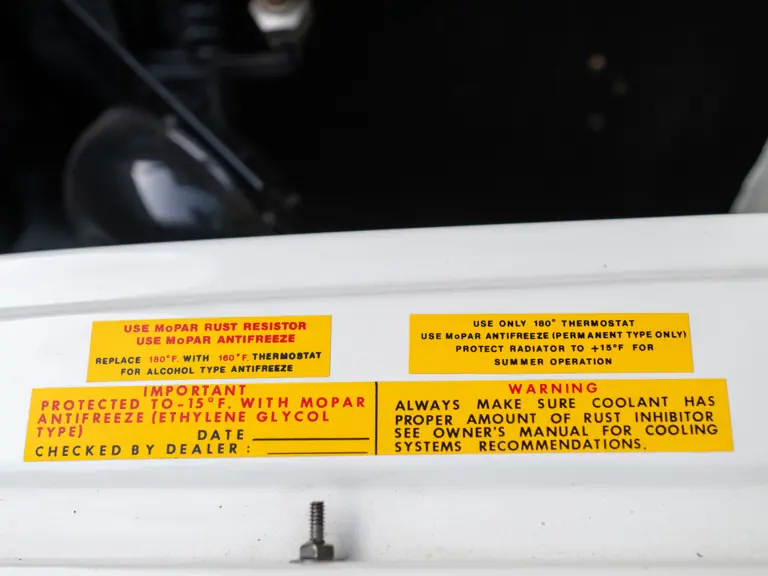 USE MoPAR RUST RESISTOR
USE MoPAR ANTIFREEZE
REPLACE 180°F. WITH 160°F. THERMOSTAT
FOR ALCOHOL TYPE ANTIFREEZE
USE ONLY 180° THERMOSTAT
USE MoPAR ANTIFREEZE (PERMANENT TYPE ONLY)
PROTECT RADIATOR TO +15°F FOR
SUMMER OPERATION
IMPORTANT
PROTECTED TO-15°F. WITH MOPAR
ANTIFREEZE (ETHYLENE GLYCOL
TYPE)
DATE
CHECKED BY DEALER :
WARNING
ALWAYS MAKE SURE COOLANT HAS
PROPER AMOUNT OF RUST INHIBITOR
SEE OWNER'S MANUAL FOR COOLING
SYSTEMS RECOMMENDATIONS.